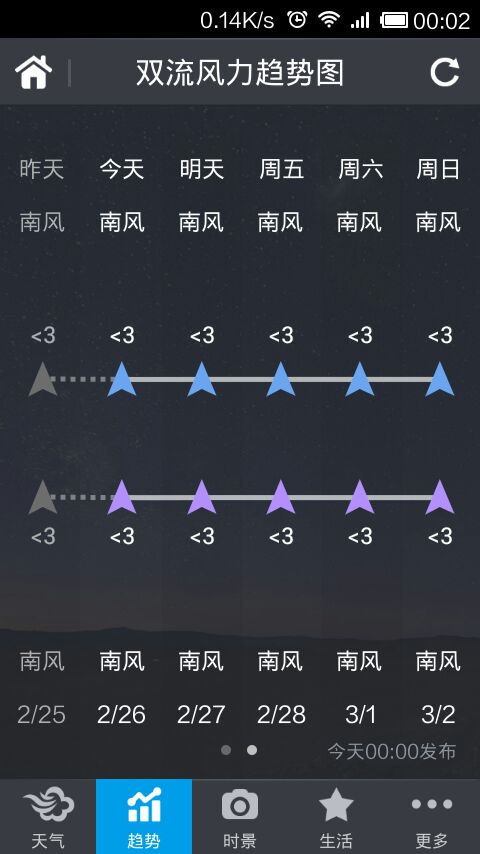 0.14K/s 00:02
双流风力趋势图
昨天 今天 明天 周五 周六 周日
南风 南风 南风 南风 南风 南风
<3 <3 <3 <3 <3 <3
<3 <3 <3 <3 <3 <3
南风 南风 南风 南风 南风 南风
2/25 2/26 2/27 2/28 3/1 3/2
今天00:00发布
天气 趋势 时景 生活 更多